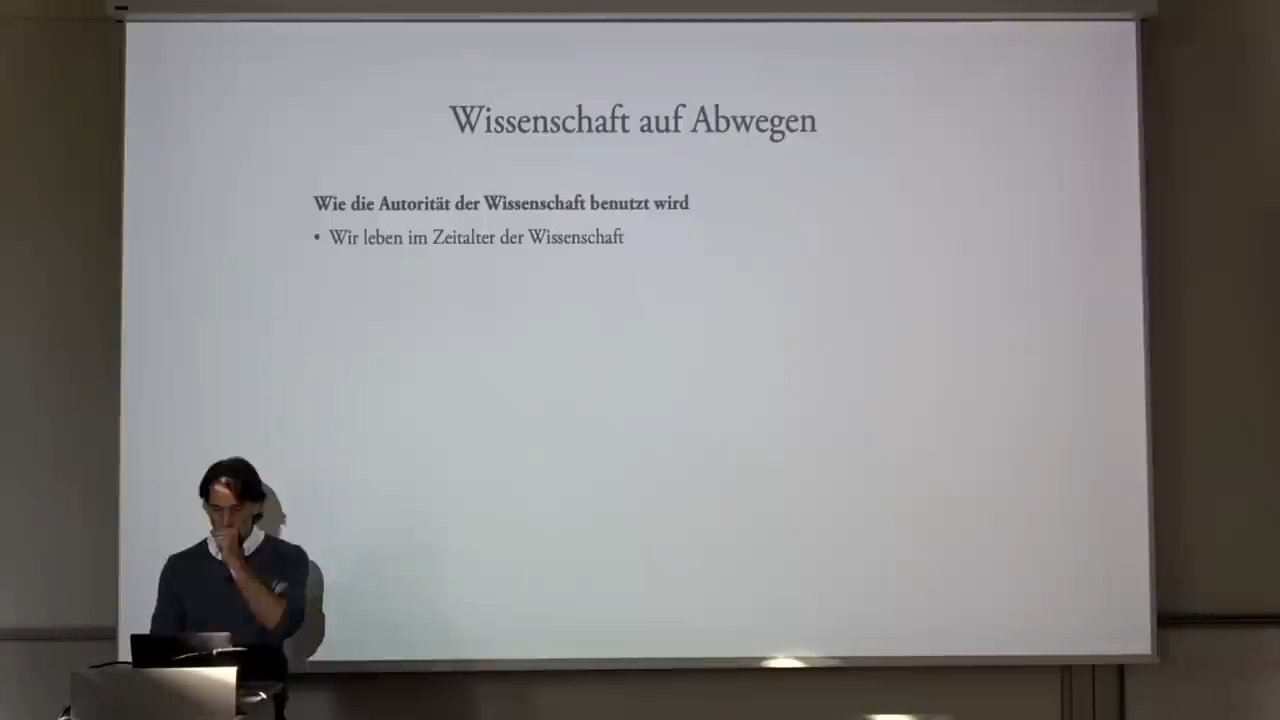 Wissenschaft auf Abwegen
Wie die Autorität der Wissenschaft benutzt wird
• Wir leben im Zeitalter der Wissenschaft